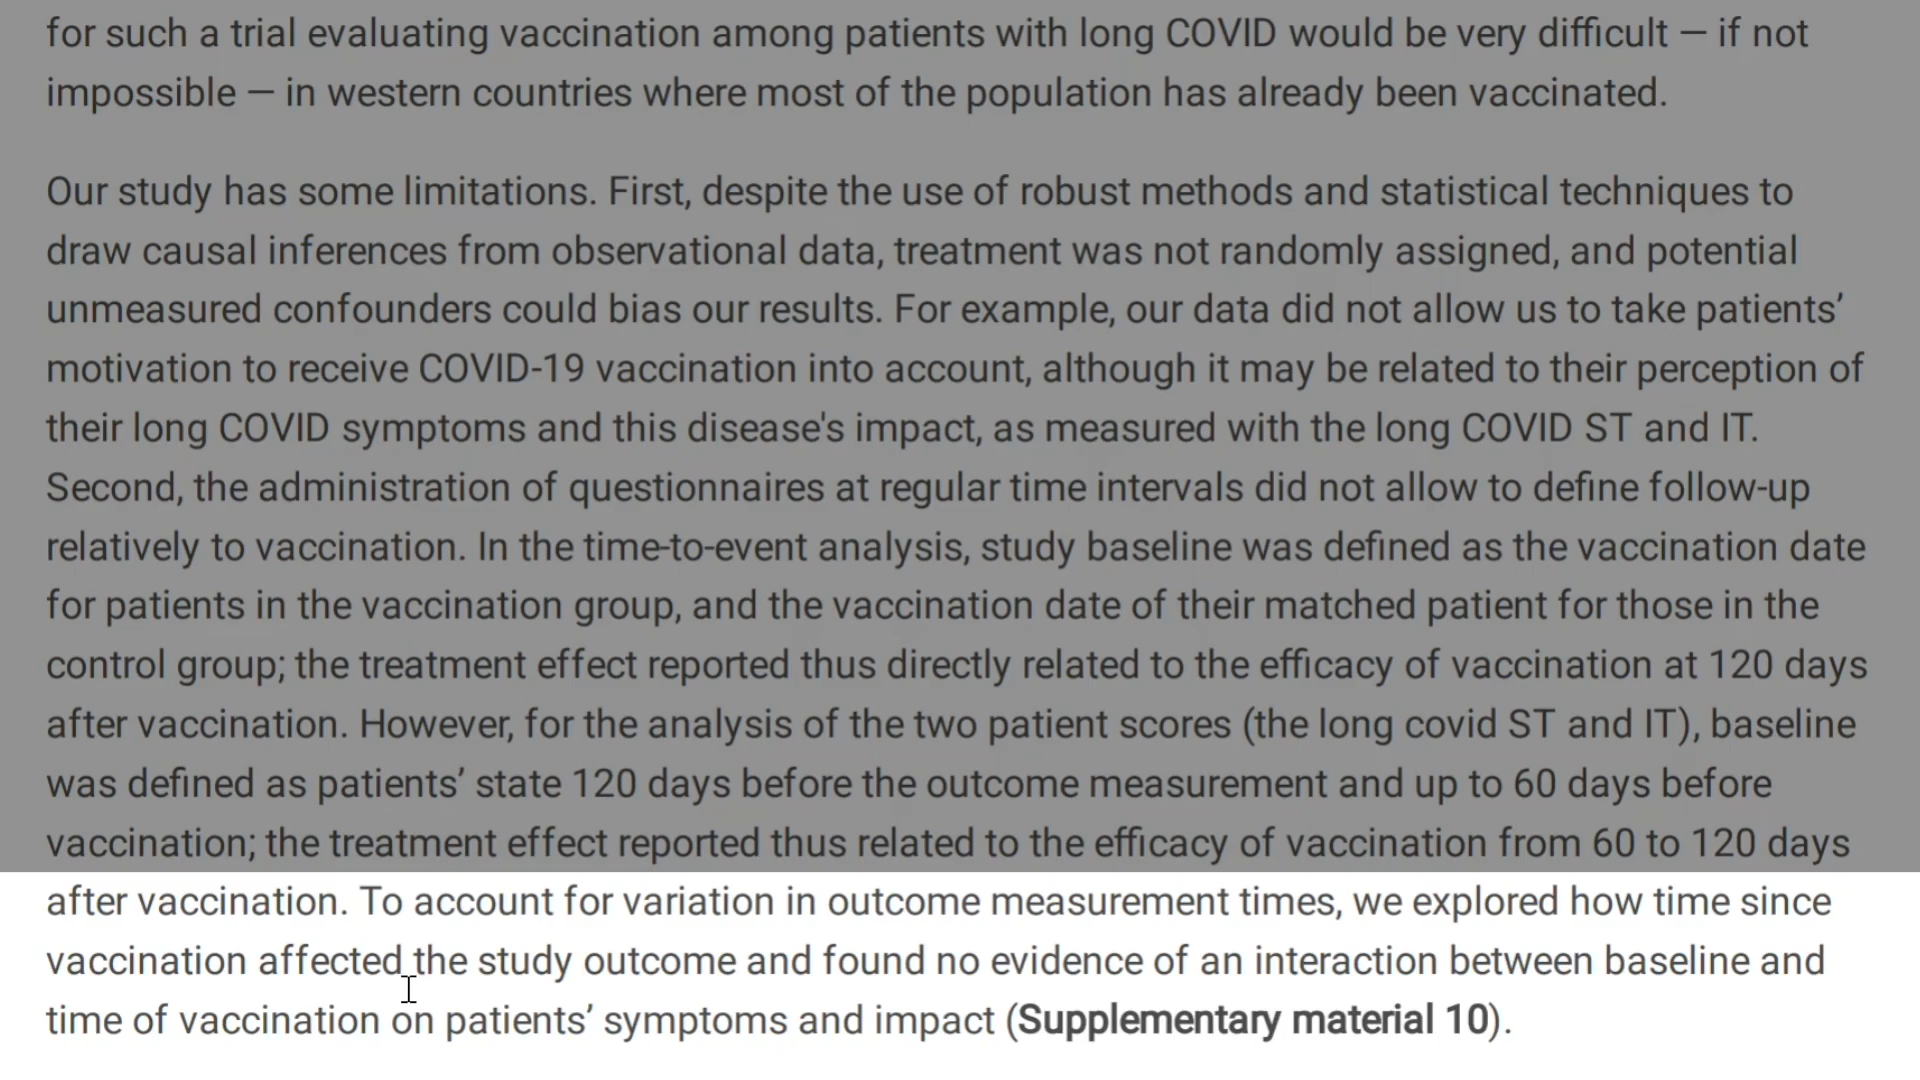 for such a trial evaluating vaccination among patients with long COVID would be very difficult — if not
impossible — in western countries where most of the population has already been vaccinated.
Our study has some limitations. First, despite the use of robust methods and statistical techniques to
draw causal inferences from observational data, treatment was not randomly assigned, and potential
unmeasured confounders could bias our results. For example, our data did not allow us to take patients’
motivation to receive COVID-19 vaccination into account, although it may be related to their perception of
their long COVID symptoms and this disease's impact, as measured with the long COVID ST and IT.
Second, the administration of questionnaires at regular time intervals did not allow to define follow-up
relatively to vaccination. In the time-to-event analysis, study baseline was defined as the vaccination date
for patients in the vaccination group, and the vaccination date of their matched patient for those in the
control group; the treatment effect reported thus directly related to the efficacy of vaccination at 120 days
after vaccination. However, for the analysis of the two patient scores (the long covid ST and IT), baseline
was defined as patients’ state 120 days before the outcome measurement and up to 60 days before
vaccination; the treatment effect reported thus related to the efficacy of vaccination from 60 to 120 days
after vaccination. To account for variation in outcome measurement times, we explored how time since
vaccination affected the study outcome and found no evidence of an interaction between baseline and
time of vaccination on patients’ symptoms and impact (Supplementary material 10).